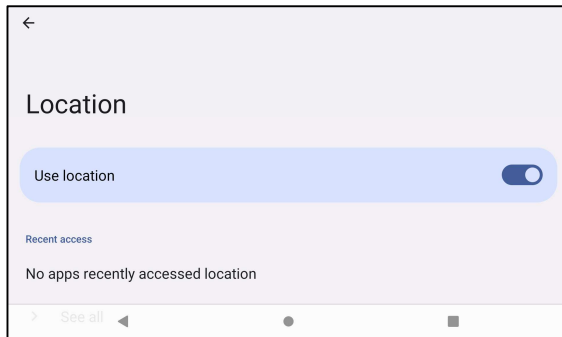 Location
Use location
Recent access
No apps recently accessed location
See all